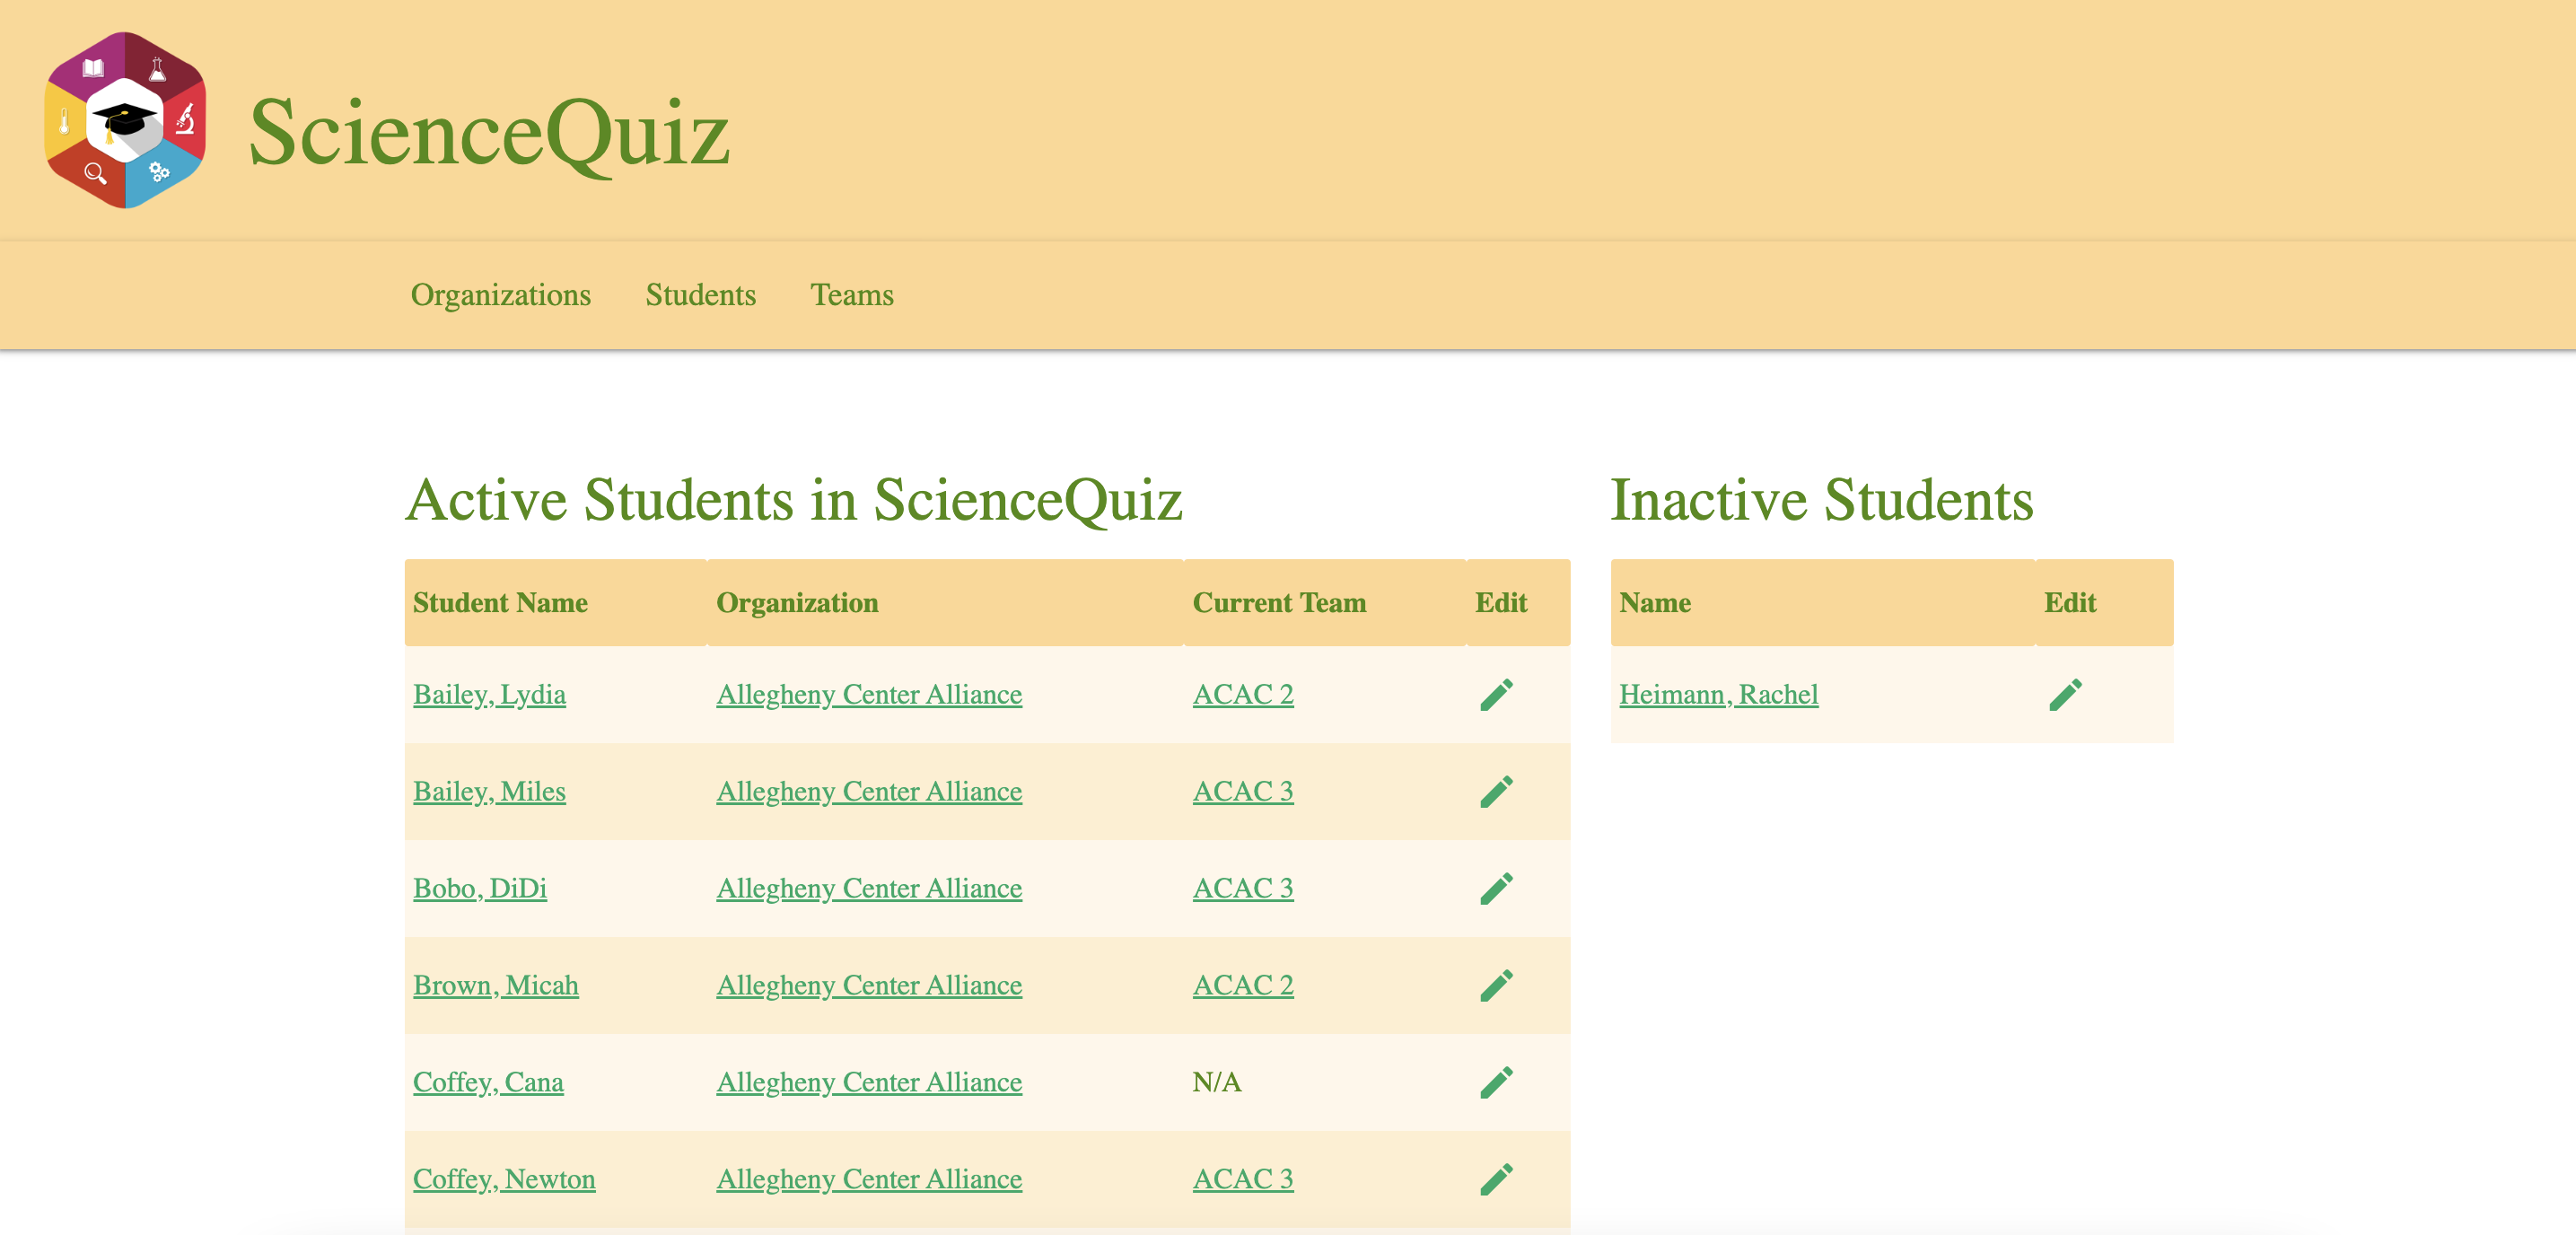 ScienceQuiz
Organizations Students Teams
Active Students in ScienceQuiz
Student Name Organization Current Team Edit
Bailey, Lydia Allegheny Center Alliance ACAC 2
Bailey, Miles Allegheny Center Alliance ACAC 3
Bobo, DiDi Allegheny Center Alliance ACAC 3
Brown, Micah Allegheny Center Alliance ACAC 2
Coffey, Cana Allegheny Center Alliance N/A
Coffey, Newton Allegheny Center Alliance ACAC 3
Inactive Students
Name Edit
Heimann, Rachel